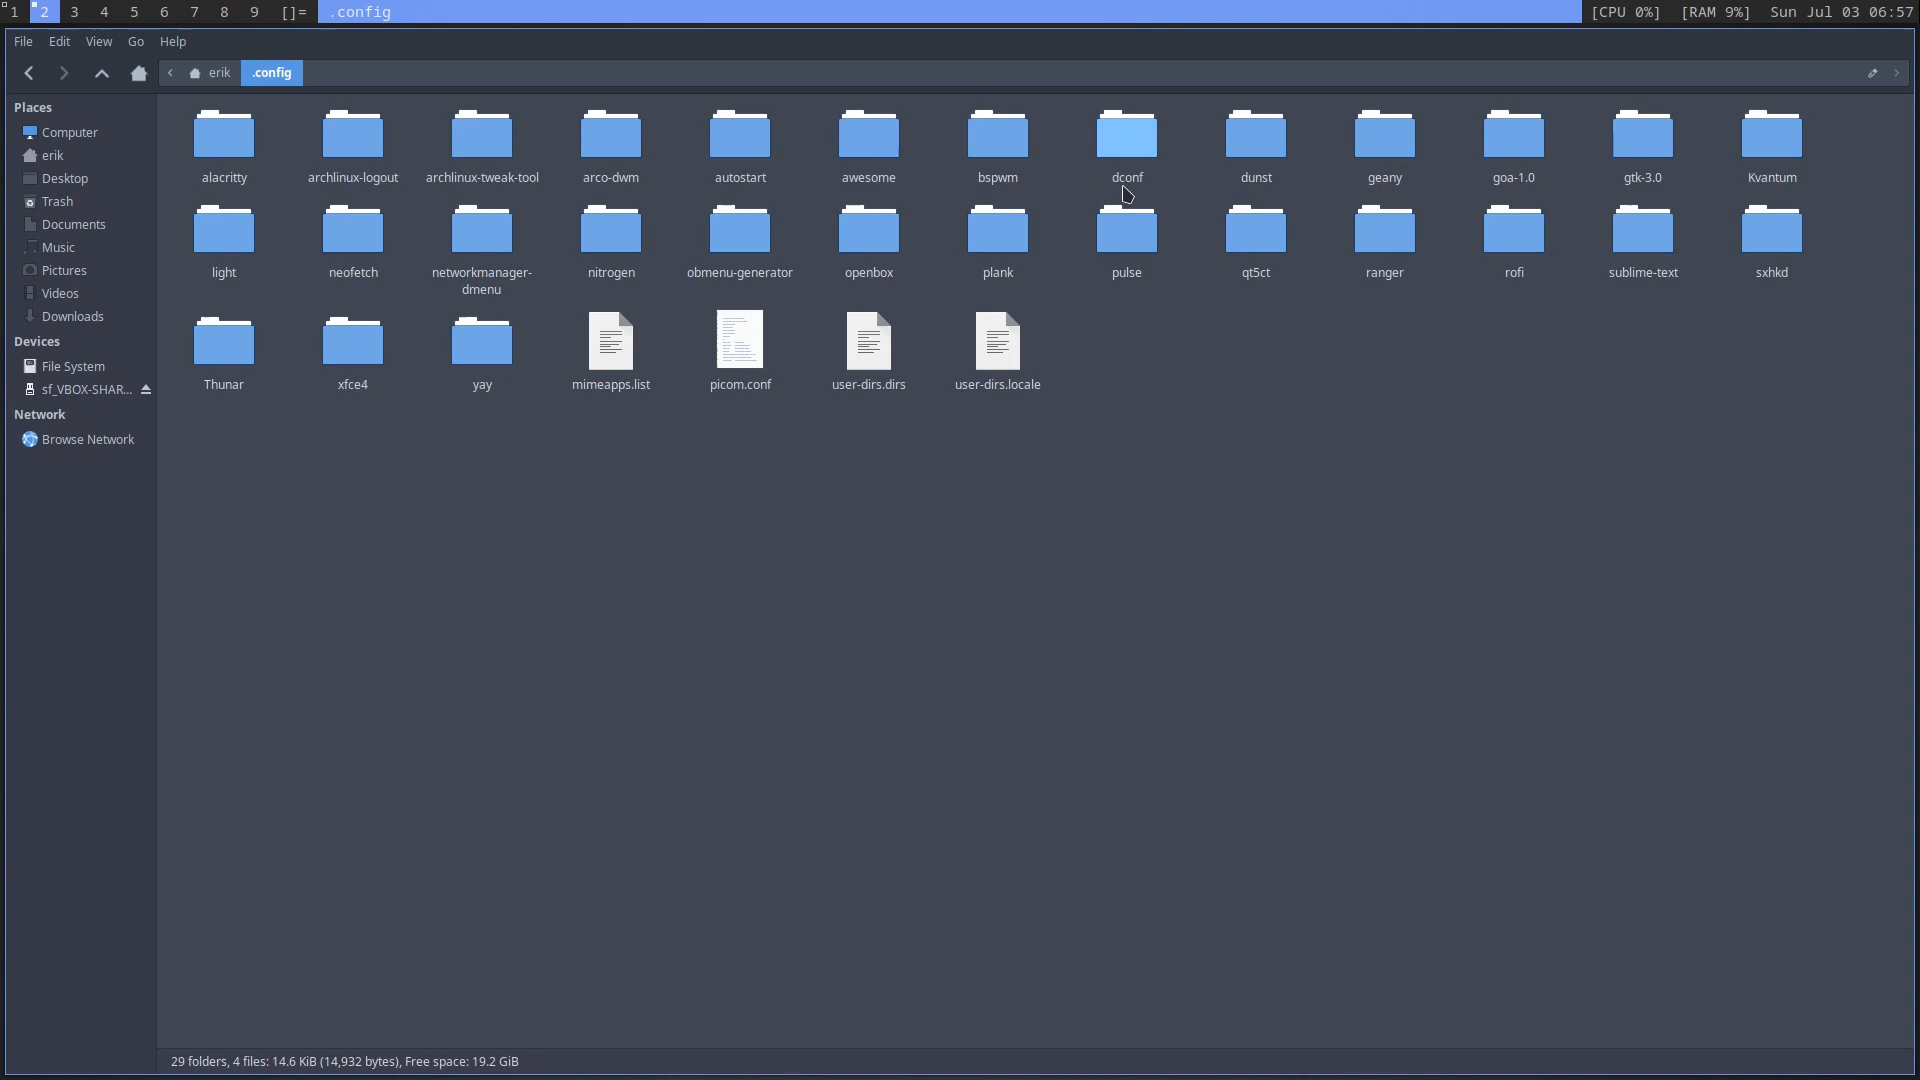 1 2 3 4 5 6 7 8 9 []= .config [CPU 0%] [RAM 9%] Sun Jul 03 06:57
File Edit View Go Help
erik .config
Places
Computer
erik
Desktop
Trash
Documents
Music
Pictures
Videos
Downloads
Devices
File System
sf_VBOX-SHAR...
Network
Browse Network
alacritty archlinux-logout archlinux-tweak-tool arco-dwm autostart awesome bspwm dconf dunst geany goa-1.0 gtk-3.0 Kvantum
light neofetch networkmanager- nitrogen obmenu-generator openbox plank pulse qt5ct ranger rofi sublime-text sxhkd
dmenu
Thunar xfce4 yay mimeapps.list picom.conf user-dirs.dirs user-dirs.locale
29 folders, 4 files: 14.6 KiB (14,932 bytes), Free space: 19.2 GiB